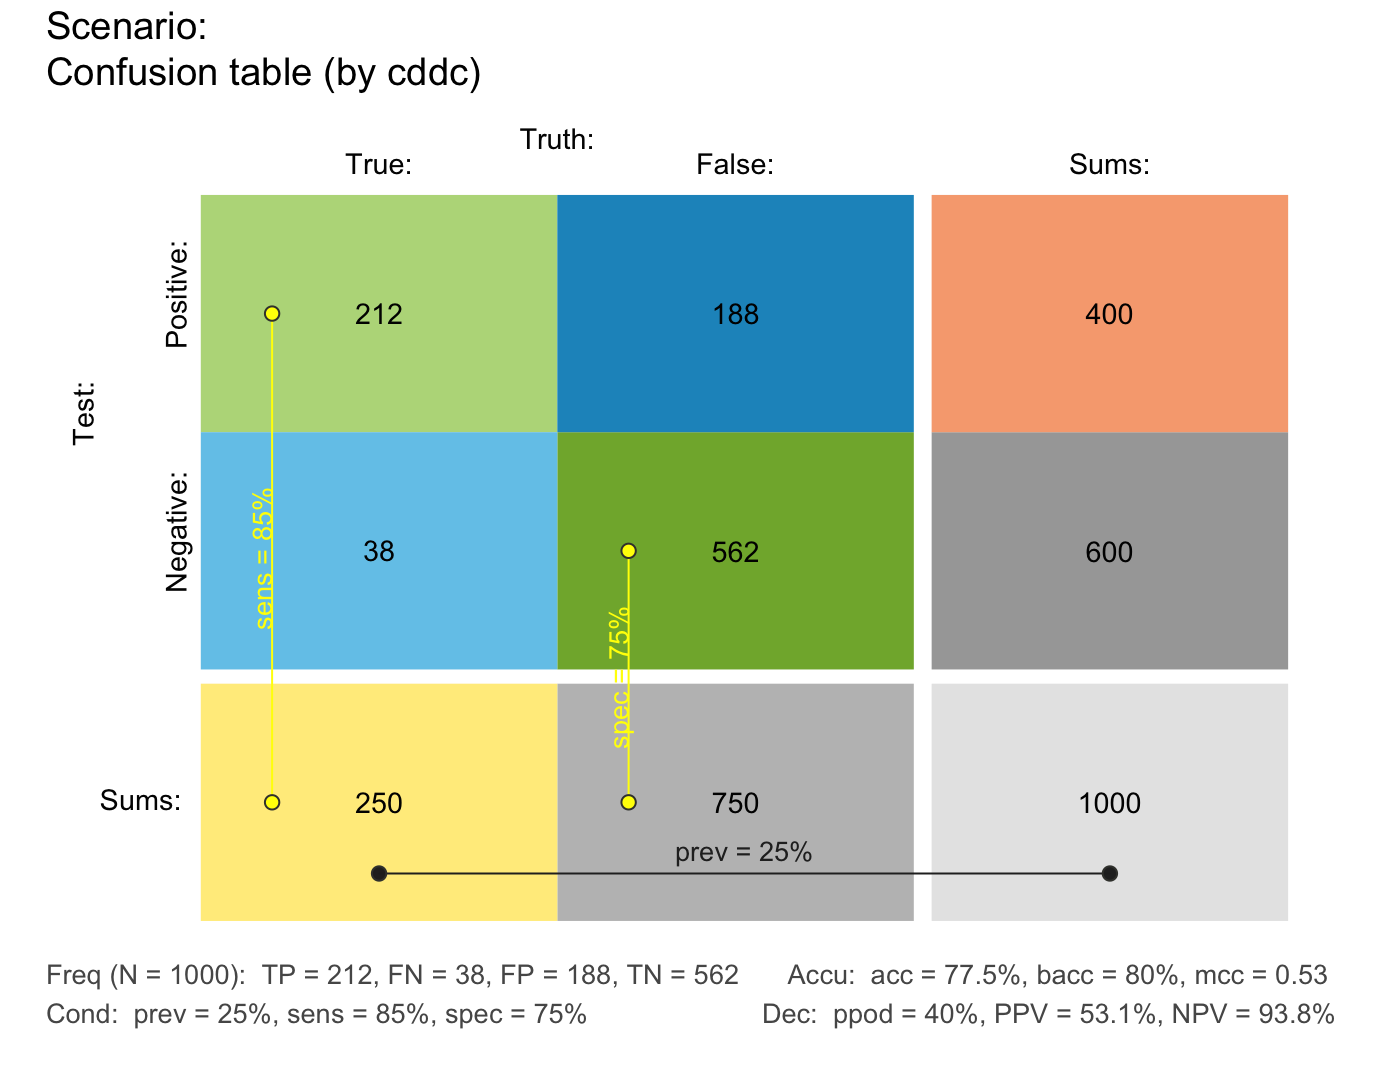 Scenario:
Confusion table (by cddc)
Truth:
True: False: Sums:
Test:
Positive:
212 188 400
Negative:
38 562 600
sens = 85%
spec = 75%
Sums: 250 750 1000
prev = 25%
Freq (N = 1000): TP = 212, FN = 38, FP = 188, TN = 562 Accu: acc = 77.5%, bacc = 80%, mcc = 0.53
Cond: prev = 25%, sens = 85%, spec = 75% Dec: ppod = 40%, PPV = 53.1%, NPV = 93.8%